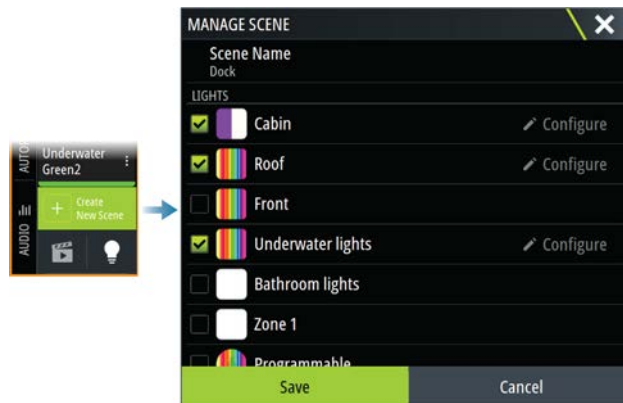 AUTOP
Underwater
Green2
Create
New Scene
AUDIO
MANAGE SCENE
Scene Name
Dock
LIGHTS
Cabin
Configure
Roof
Configure
Front
Underwater lights
Configure
Bathroom lights
Zone 1
Programmable
Save
Cancel